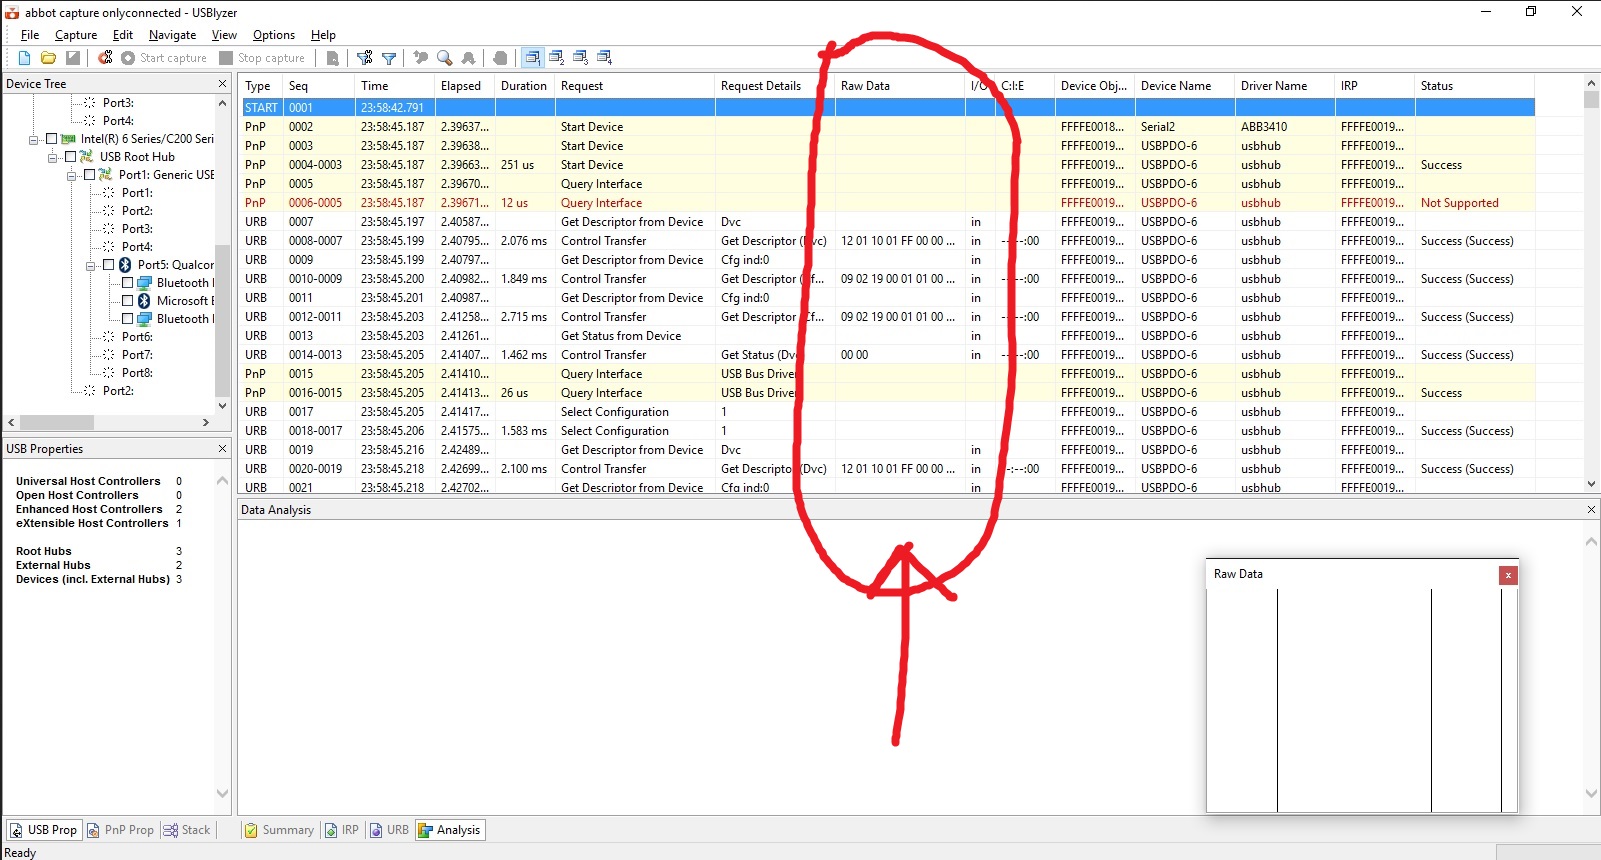 abbot capture onlyconnected - USBlyzer
File Capture Edit Navigate View Options Help
Start capture Stop capture
Device Tree
Port3:
Port4:
Intel(R) 6 Series/C200 Seri
USB Root Hub
Port1: Generic USE
Port1:
Port2:
Port3:
Port4:
Port5: Qualcor
Bluetooth
Microsoft E
Bluetooth
Port6:
Port7:
Port8:
Port2:
USB Properties
Universal Host Controllers 0
Open Host Controllers 0
Enhanced Host Controllers 2
eXtensible Host Controllers 1
Root Hubs 3
External Hubs 2
Devices (incl. External Hubs) 3
USB Prop PnP Prop Stack
Type Seq Time Elapsed Duration Request Request Details Raw Data I/O C:I:E Device Obj... Device Name Driver Name IRP Status
START 0001 23:58:42.791
PnP 0002 23:58:45.187 2.39637... Start Device FFFFE0018... Serial2 ABB3410 FFFFE0019...
PnP 0003 23:58:45.187 2.39638... Start Device FFFFE0019... USBPDO-6 usbhub FFFFE0019...
PnP 0004-0003 23:58:45.187 2.39663... 251 us Start Device FFFFE0019... USBPDO-6 usbhub FFFFE0019... Success
PnP 0005 23:58:45.187 2.39670... Query Interface FFFFE0019... USBPDO-6 usbhub FFFFE0019...
PnP 0006-0005 23:58:45.187 2.39671... 12 us Query Interface FFFFE0019... USBPDO-6 usbhub FFFFE0019... Not Supported
URB 0007 23:58:45.197 2.40587... Get Descriptor from Device Dvc in FFFFE0019... USBPDO-6 usbhub FFFFE0019...
URB 0008-0007 23:58:45.199 2.40795... 2.076 ms Control Transfer Get Descriptor (Dvc) 12 01 10 01 FF 00 00 ... in --:--:00 FFFFE0019... USBPDO-6 usbhub FFFFE0019... Success (Success)
URB 0009 23:58:45.199 2.40797... Get Descriptor from Device Cfg ind:0 in FFFFE0019... USBPDO-6 usbhub FFFFE0019...
URB 0010-0009 23:58:45.200 2.40982... 1.849 ms Control Transfer Get Descriptor (Cf... 09 02 19 00 01 01 00 ... in --:--:00 FFFFE0019... USBPDO-6 usbhub FFFFE0019... Success (Success)
URB 0011 23:58:45.201 2.40987... Get Descriptor from Device Cfg ind:0 in FFFFE0019... USBPDO-6 usbhub FFFFE0019...
URB 0012-0011 23:58:45.203 2.41258... 2.715 ms Control Transfer Get Descriptor (Cf... 09 02 19 00 01 01 00 ... in --:--:00 FFFFE0019... USBPDO-6 usbhub FFFFE0019... Success (Success)
URB 0013 23:58:45.203 2.41261... Get Status from Device in FFFFE0019... USBPDO-6 usbhub FFFFE0019...
URB 0014-0013 23:58:45.205 2.41407... 1.462 ms Control Transfer Get Status (Dvc) 00 00 in --:--:00 FFFFE0019... USBPDO-6 usbhub FFFFE0019... Success (Success)
PnP 0015 23:58:45.205 2.41410... Query Interface USB Bus Driver FFFFE0019... USBPDO-6 usbhub FFFFE0019...
PnP 0016-0015 23:58:45.205 2.41413... 26 us Query Interface USB Bus Driver FFFFE0019... USBPDO-6 usbhub FFFFE0019... Success
URB 0017 23:58:45.205 2.41417... Select Configuration 1 FFFFE0019... USBPDO-6 usbhub FFFFE0019...
URB 0018-0017 23:58:45.206 2.41575... 1.583 ms Select Configuration 1 FFFFE0019... USBPDO-6 usbhub FFFFE0019... Success (Success)
URB 0019 23:58:45.216 2.42489... Get Descriptor from Device Dvc in FFFFE0019... USBPDO-6 usbhub FFFFE0019...
URB 0020-0019 23:58:45.218 2.42699... 2.100 ms Control Transfer Get Descriptor (Dvc) 12 01 10 01 FF 00 00 ... in --:--:00 FFFFE0019... USBPDO-6 usbhub FFFFE0019... Success (Success)
URB 0021 23:58:45.218 2.42702... Get Descriptor from Device Cfg ind:0 in FFFFE0019... USBPDO-6 usbhub FFFFE0019...
Data Analysis
Raw Data
Summary IRP URB Analysis
Ready